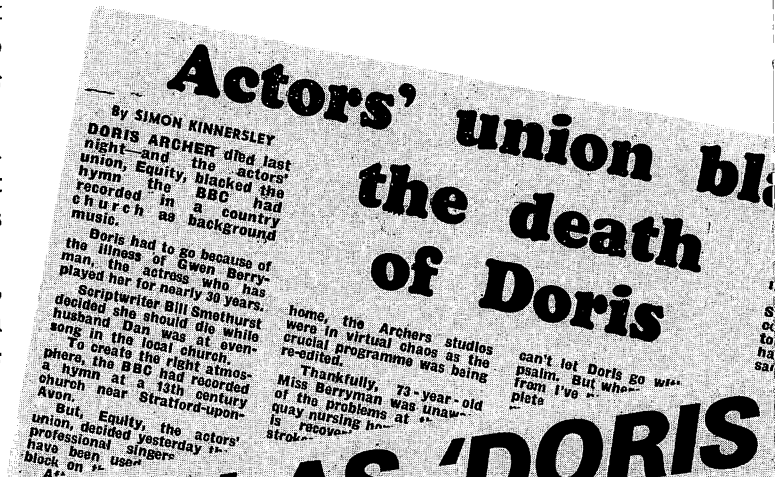 Actors' union
the death
of Doris
By SIMON KINNERSLEY
DORIS ARCHER died last
night—and the actors'
union, Equity, blacked the
hymn the BBC had
recorded in a country
church as background
music.
Doris had to go because of
the illness of Gwen Berry-
man, the actress who has
played her for nearly 30 years.
Scriptwriter Bill Smethurst
decided she should die while
husband Dan was at even-
song in the local church.
To create the right atmos-
phere, the BBC had recorded
a hymn at a 13th century
church near Stratford-upon-
Avon.
But, Equity, the actors'
union, decided yesterday
professional singers
have been used
block on
home, the Archers studios
were in virtual chaos as the
crucial programme was being
re-edited.
Thankfully, 73-year-old
Miss Berryman was
of the problems at
quay nursing
is
can't let Doris go
psalm. But
from I've
'DORIS